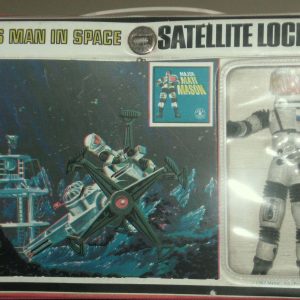 S MAN IN SPACE
SATELLITE LOCK
MAJOR
MATT
MASON